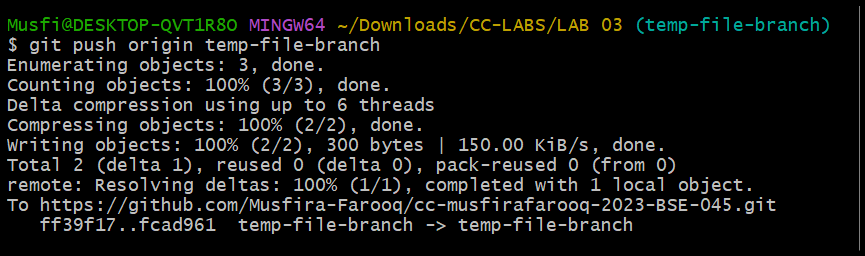 Musfi@DESKTOP-QVT1R8O MINGW64 ~/Downloads/CC-LABS/LAB 03 (temp-file-branch)
$ git push origin temp-file-branch
Enumerating objects: 3, done.
Counting objects: 100% (3/3), done.
Delta compression using up to 6 threads
Compressing objects: 100% (2/2), done.
Writing objects: 100% (2/2), 300 bytes | 150.00 KiB/s, done.
Total 2 (delta 1), reused 0 (delta 0), pack-reused 0 (from 0)
remote: Resolving deltas: 100% (1/1), completed with 1 local object.
To https://github.com/Musfira-Farooq/cc-musfirafarooq-2023-BSE-045.git
   ff39f17..fcad961  temp-file-branch -> temp-file-branch